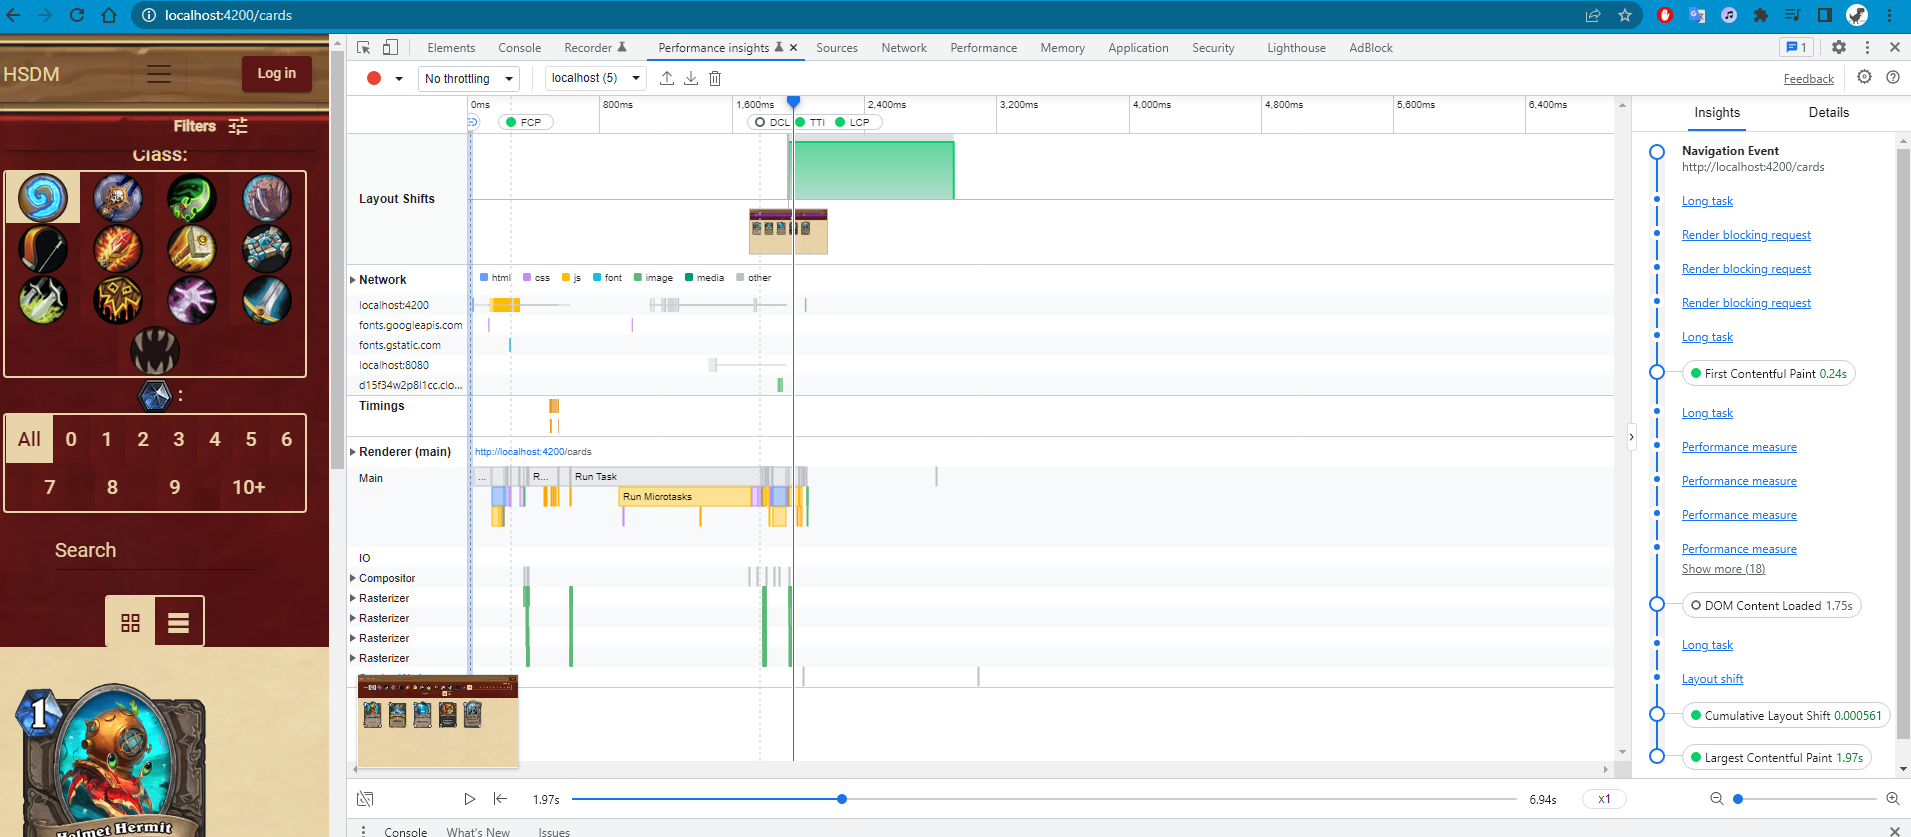 localhost:4200/cards
HSDM
Log in
Filters
Class:
:
All 0 1 2 3 4 5 6
7 8 9 10+
Search
1
Helmet Hermit
Elements Console Recorder Performance insights Sources Network Performance Memory Application Security Lighthouse AdBlock 1
No throttling localhost (5) Feedback
0ms 800ms 1,600ms 2,400ms 3,200ms 4,000ms 4,800ms 5,600ms 6,400ms
FCP DCL TTI LCP
Layout Shifts
Network html css js font image media other
localhost:4200
fonts.googleapis.com
fonts.gstatic.com
localhost:8080
d15f34w2p8l1cc.clo...
Timings
Renderer (main) http://localhost:4200/cards
Main ... R... Run Task
Run Microtasks
IO
Compositor
Rasterizer
Rasterizer
Rasterizer
Rasterizer
1.97s 6.94s x1
Console What's New Issues
Insights Details
Navigation Event
http://localhost:4200/cards
Long task
Render blocking request
Render blocking request
Render blocking request
Long task
First Contentful Paint 0.24s
Long task
Performance measure
Performance measure
Performance measure
Performance measure
Show more (18)
DOM Content Loaded 1.75s
Long task
Layout shift
Cumulative Layout Shift 0.000561
Largest Contentful Paint 1.97s